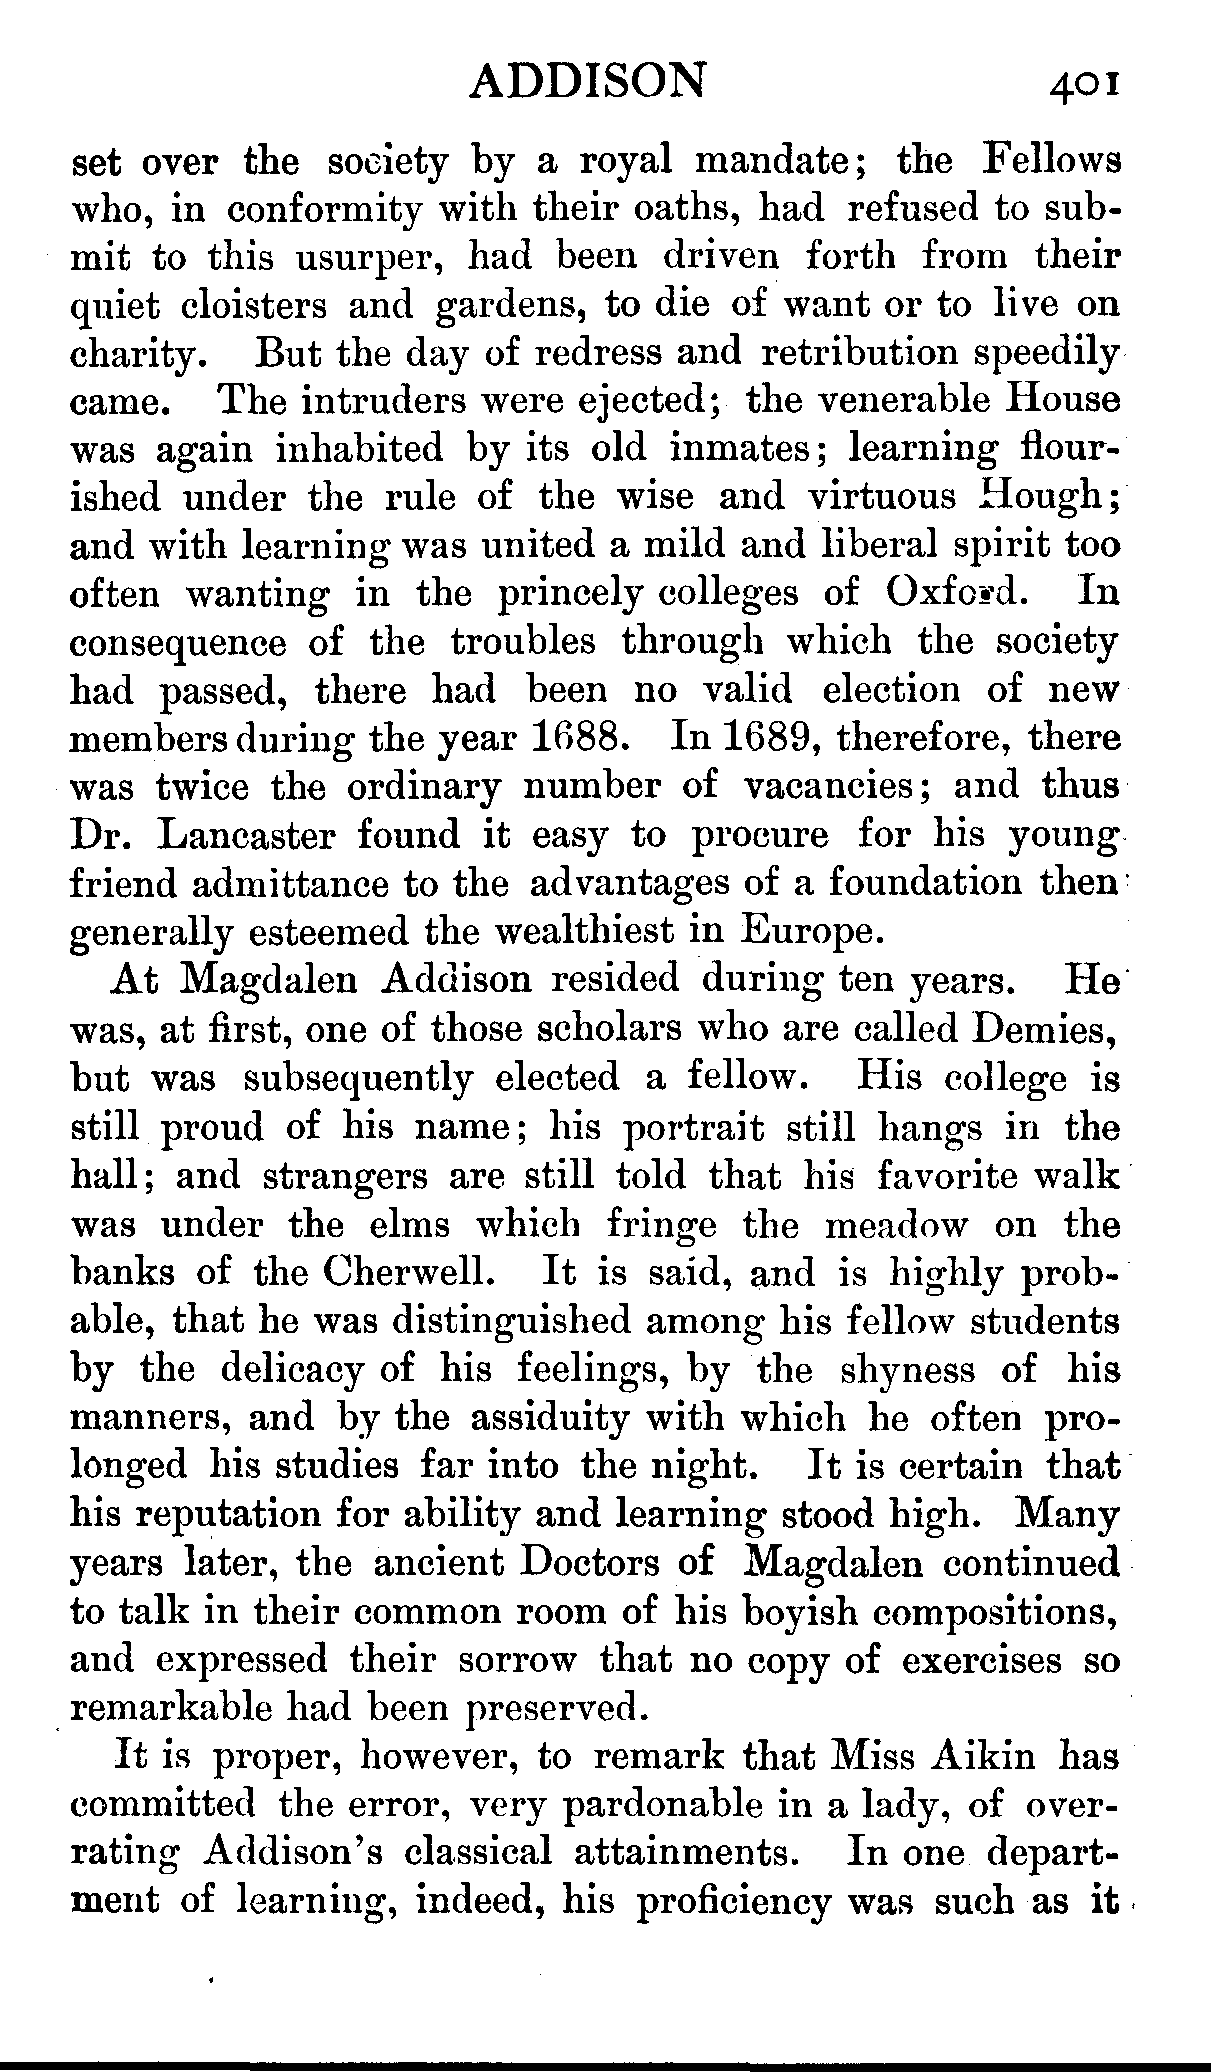 ADDISON 401
set over the society by a royal mandate; the Fellows
who, in conformity with their oaths, had refused to sub-
mit to this usurper, had been driven forth from their
quiet cloisters and gardens, to die of want or to live on
charity. But the day of redress and retribution speedily
came. The intruders were ejected; the venerable House
was again inhabited by its old inmates; learning flour-
ished under the rule of the wise and virtuous Hough;
and with learning was united a mild and liberal spirit too
often wanting in the princely colleges of Oxford. In
consequence of the troubles through which the society
had passed, there had been no valid election of new
members during the year 1688. In 1689, therefore, there
was twice the ordinary number of vacancies; and thus
Dr. Lancaster found it easy to procure for his young
friend admittance to the advantages of a foundation then
generally esteemed the wealthiest in Europe.
At Magdalen Addison resided during ten years. He
was, at first, one of those scholars who are called Demies,
but was subsequently elected a fellow. His college is
still proud of his name; his portrait still hangs in the
hall; and strangers are still told that his favorite walk
was under the elms which fringe the meadow on the
banks of the Cherwell. It is said, and is highly prob-
able, that he was distinguished among his fellow students
by the delicacy of his feelings, by the shyness of his
manners, and by the assiduity with which he often pro-
longed his studies far into the night. It is certain that
his reputation for ability and learning stood high. Many
years later, the ancient Doctors of Magdalen continued
to talk in their common room of his boyish compositions,
and expressed their sorrow that no copy of exercises so
remarkable had been preserved.
It is proper, however, to remark that Miss Aikin has
committed the error, very pardonable in a lady, of over-
rating Addison's classical attainments. In one depart-
ment of learning, indeed, his proficiency was such as it